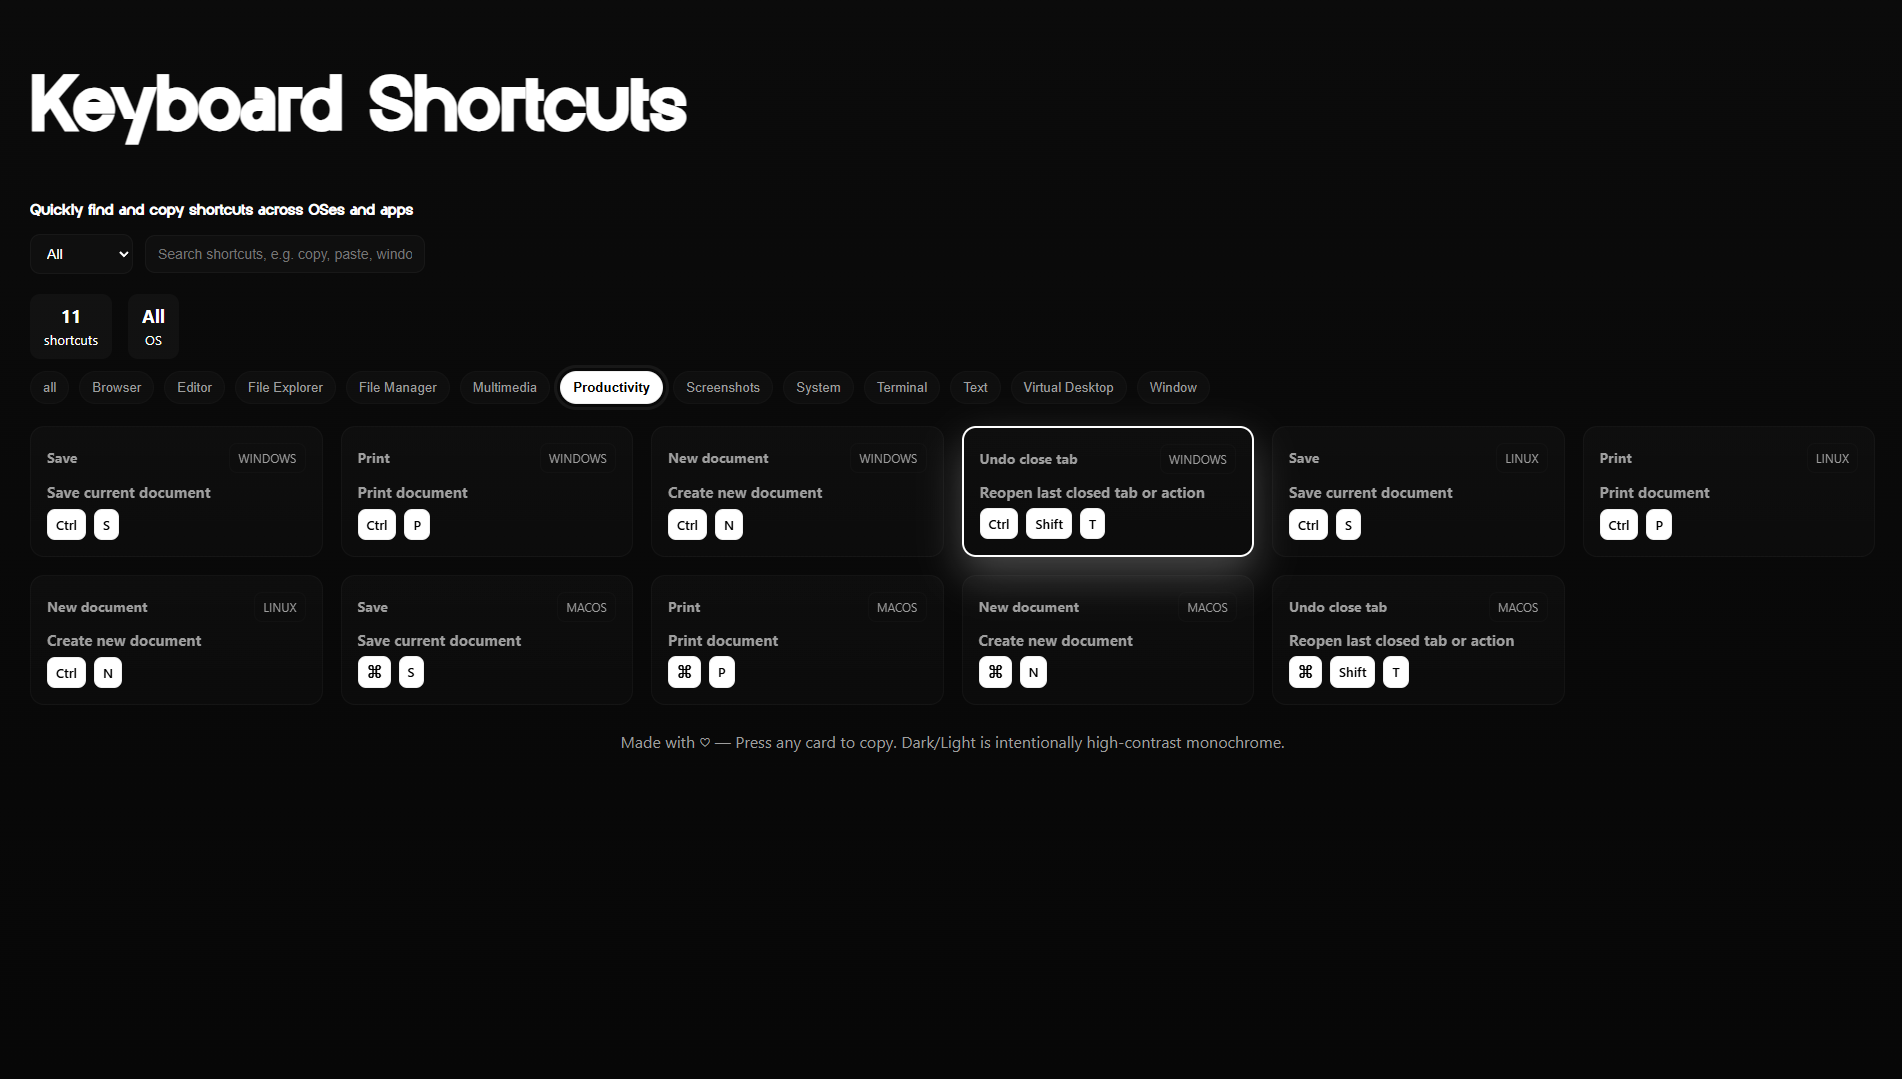 Keyboard Shortcuts
Quickly find and copy shortcuts across OSes and apps
All
Search shortcuts, e.g. copy, paste, windo
11
shortcuts
All
OS
all
Browser
Editor
File Explorer
File Manager
Multimedia
Productivity
Screenshots
System
Terminal
Text
Virtual Desktop
Window
Save
WINDOWS
Save current document
Ctrl S
Print
WINDOWS
Print document
Ctrl P
New document
WINDOWS
Create new document
Ctrl N
Undo close tab
WINDOWS
Reopen last closed tab or action
Ctrl Shift T
Save
LINUX
Save current document
Ctrl S
Print
LINUX
Print document
Ctrl P
New document
LINUX
Create new document
Ctrl N
Save
MACOS
Save current document
⌘ S
Print
MACOS
Print document
⌘ P
New document
MACOS
Create new document
⌘ N
Undo close tab
MACOS
Reopen last closed tab or action
⌘ Shift T
Made with ♡ — Press any card to copy. Dark/Light is intentionally high-contrast monochrome.